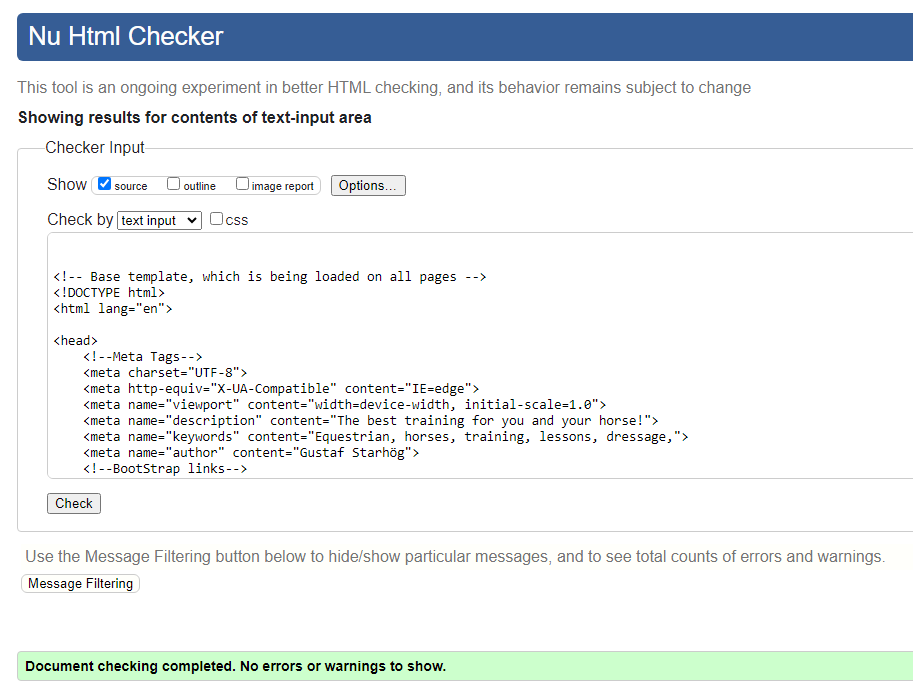 Nu Html Checker
This tool is an ongoing experiment in better HTML checking, and its behavior remains subject to change
Showing results for contents of text-input area
Checker Input
Show source outline image report Options...
Check by text input css
<!-- Base template, which is being loaded on all pages -->
<!DOCTYPE html>
<html lang="en">
<head>
<!--Meta Tags-->
<meta charset="UTF-8">
<meta http-equiv="X-UA-Compatible" content="IE=edge">
<meta name="viewport" content="width=device-width, initial-scale=1.0">
<meta name="description" content="The best training for you and your horse!">
<meta name="keywords" content="Equestrian, horses, training, lessons, dressage,">
<meta name="author" content="Gustaf Starhög">
<!--BootStrap links-->
Check
Use the Message Filtering button below to hide/show particular messages, and to see total counts of errors and warnings.
Message Filtering
Document checking completed. No errors or warnings to show.